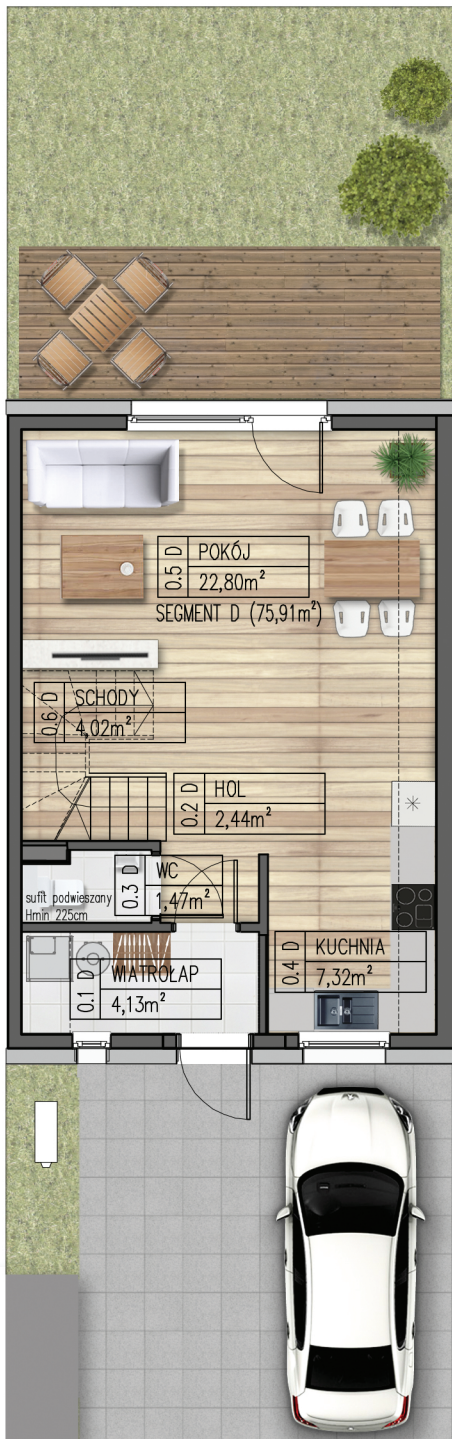 0.5 D POKÓJ
22,80m²
SEGMENT D (75,91m²)
0.6 D SCHODY
4,02m²
0.2 D HOL
2,44m²
0.3 D WC
1,47m²
sufit podwieszany
Hmin 225cm
0.1 D WIATROŁAP
4,13m²
0.4 D KUCHNIA
7,32m²